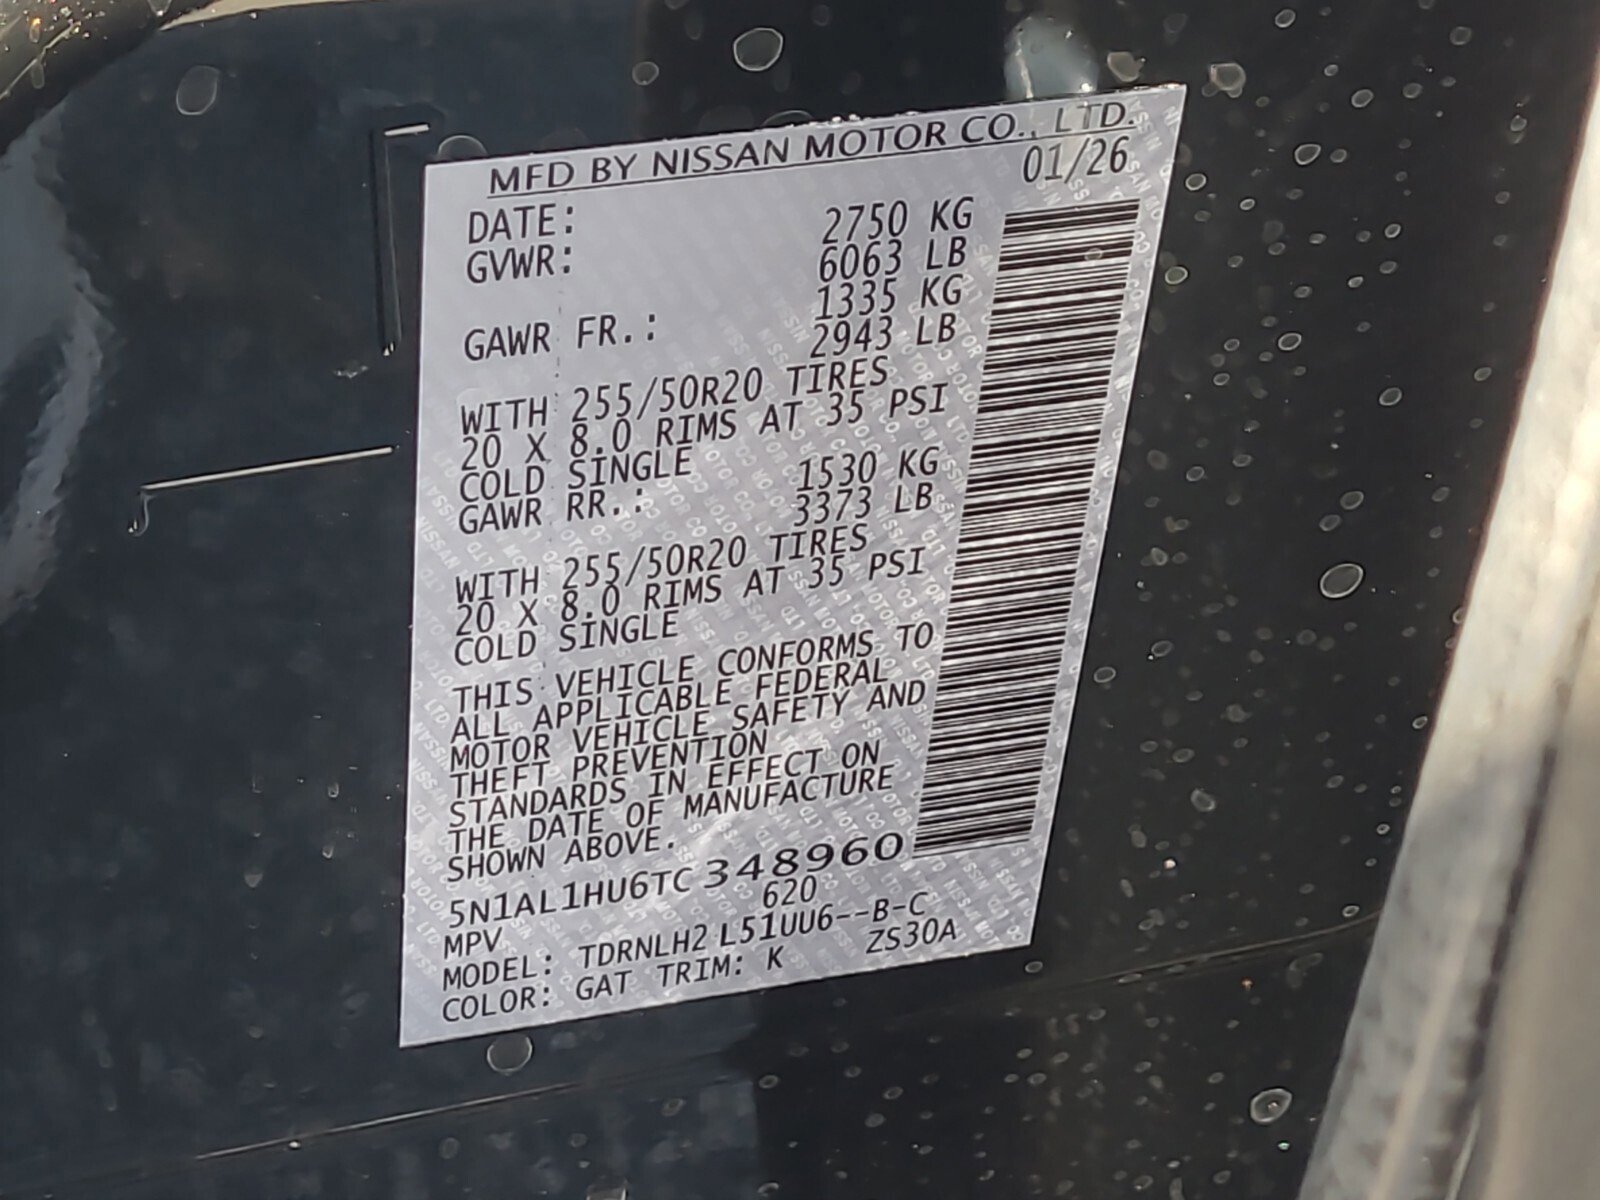 MFD BY NISSAN MOTOR CO., LTD.
DATE: 01/26
GVWR: 2750 KG
6063 LB
GAWR FR.: 1335 KG
2943 LB
WITH 255/50R20 TIRES
20 X 8.0 RIMS AT 35 PSI
COLD SINGLE
GAWR RR.: 1530 KG
3373 LB
WITH 255/50R20 TIRES
20 X 8.0 RIMS AT 35 PSI
COLD SINGLE
THIS VEHICLE CONFORMS TO
ALL APPLICABLE FEDERAL
MOTOR VEHICLE SAFETY AND
THEFT PREVENTION
STANDARDS IN EFFECT ON
THE DATE OF MANUFACTURE
SHOWN ABOVE.
5N1AL1HU6TC348960
MPV 620
MODEL: TDRNLH2 L51UU6--B-C
COLOR: GAT TRIM: K ZS30A